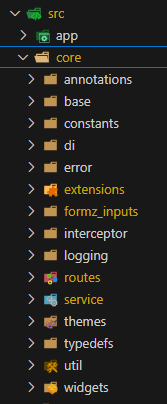 src
app
core
annotations
base
constants
di
error
extensions
formz_inputs
interceptor
logging
routes
service
themes
typedefs
util
widgets